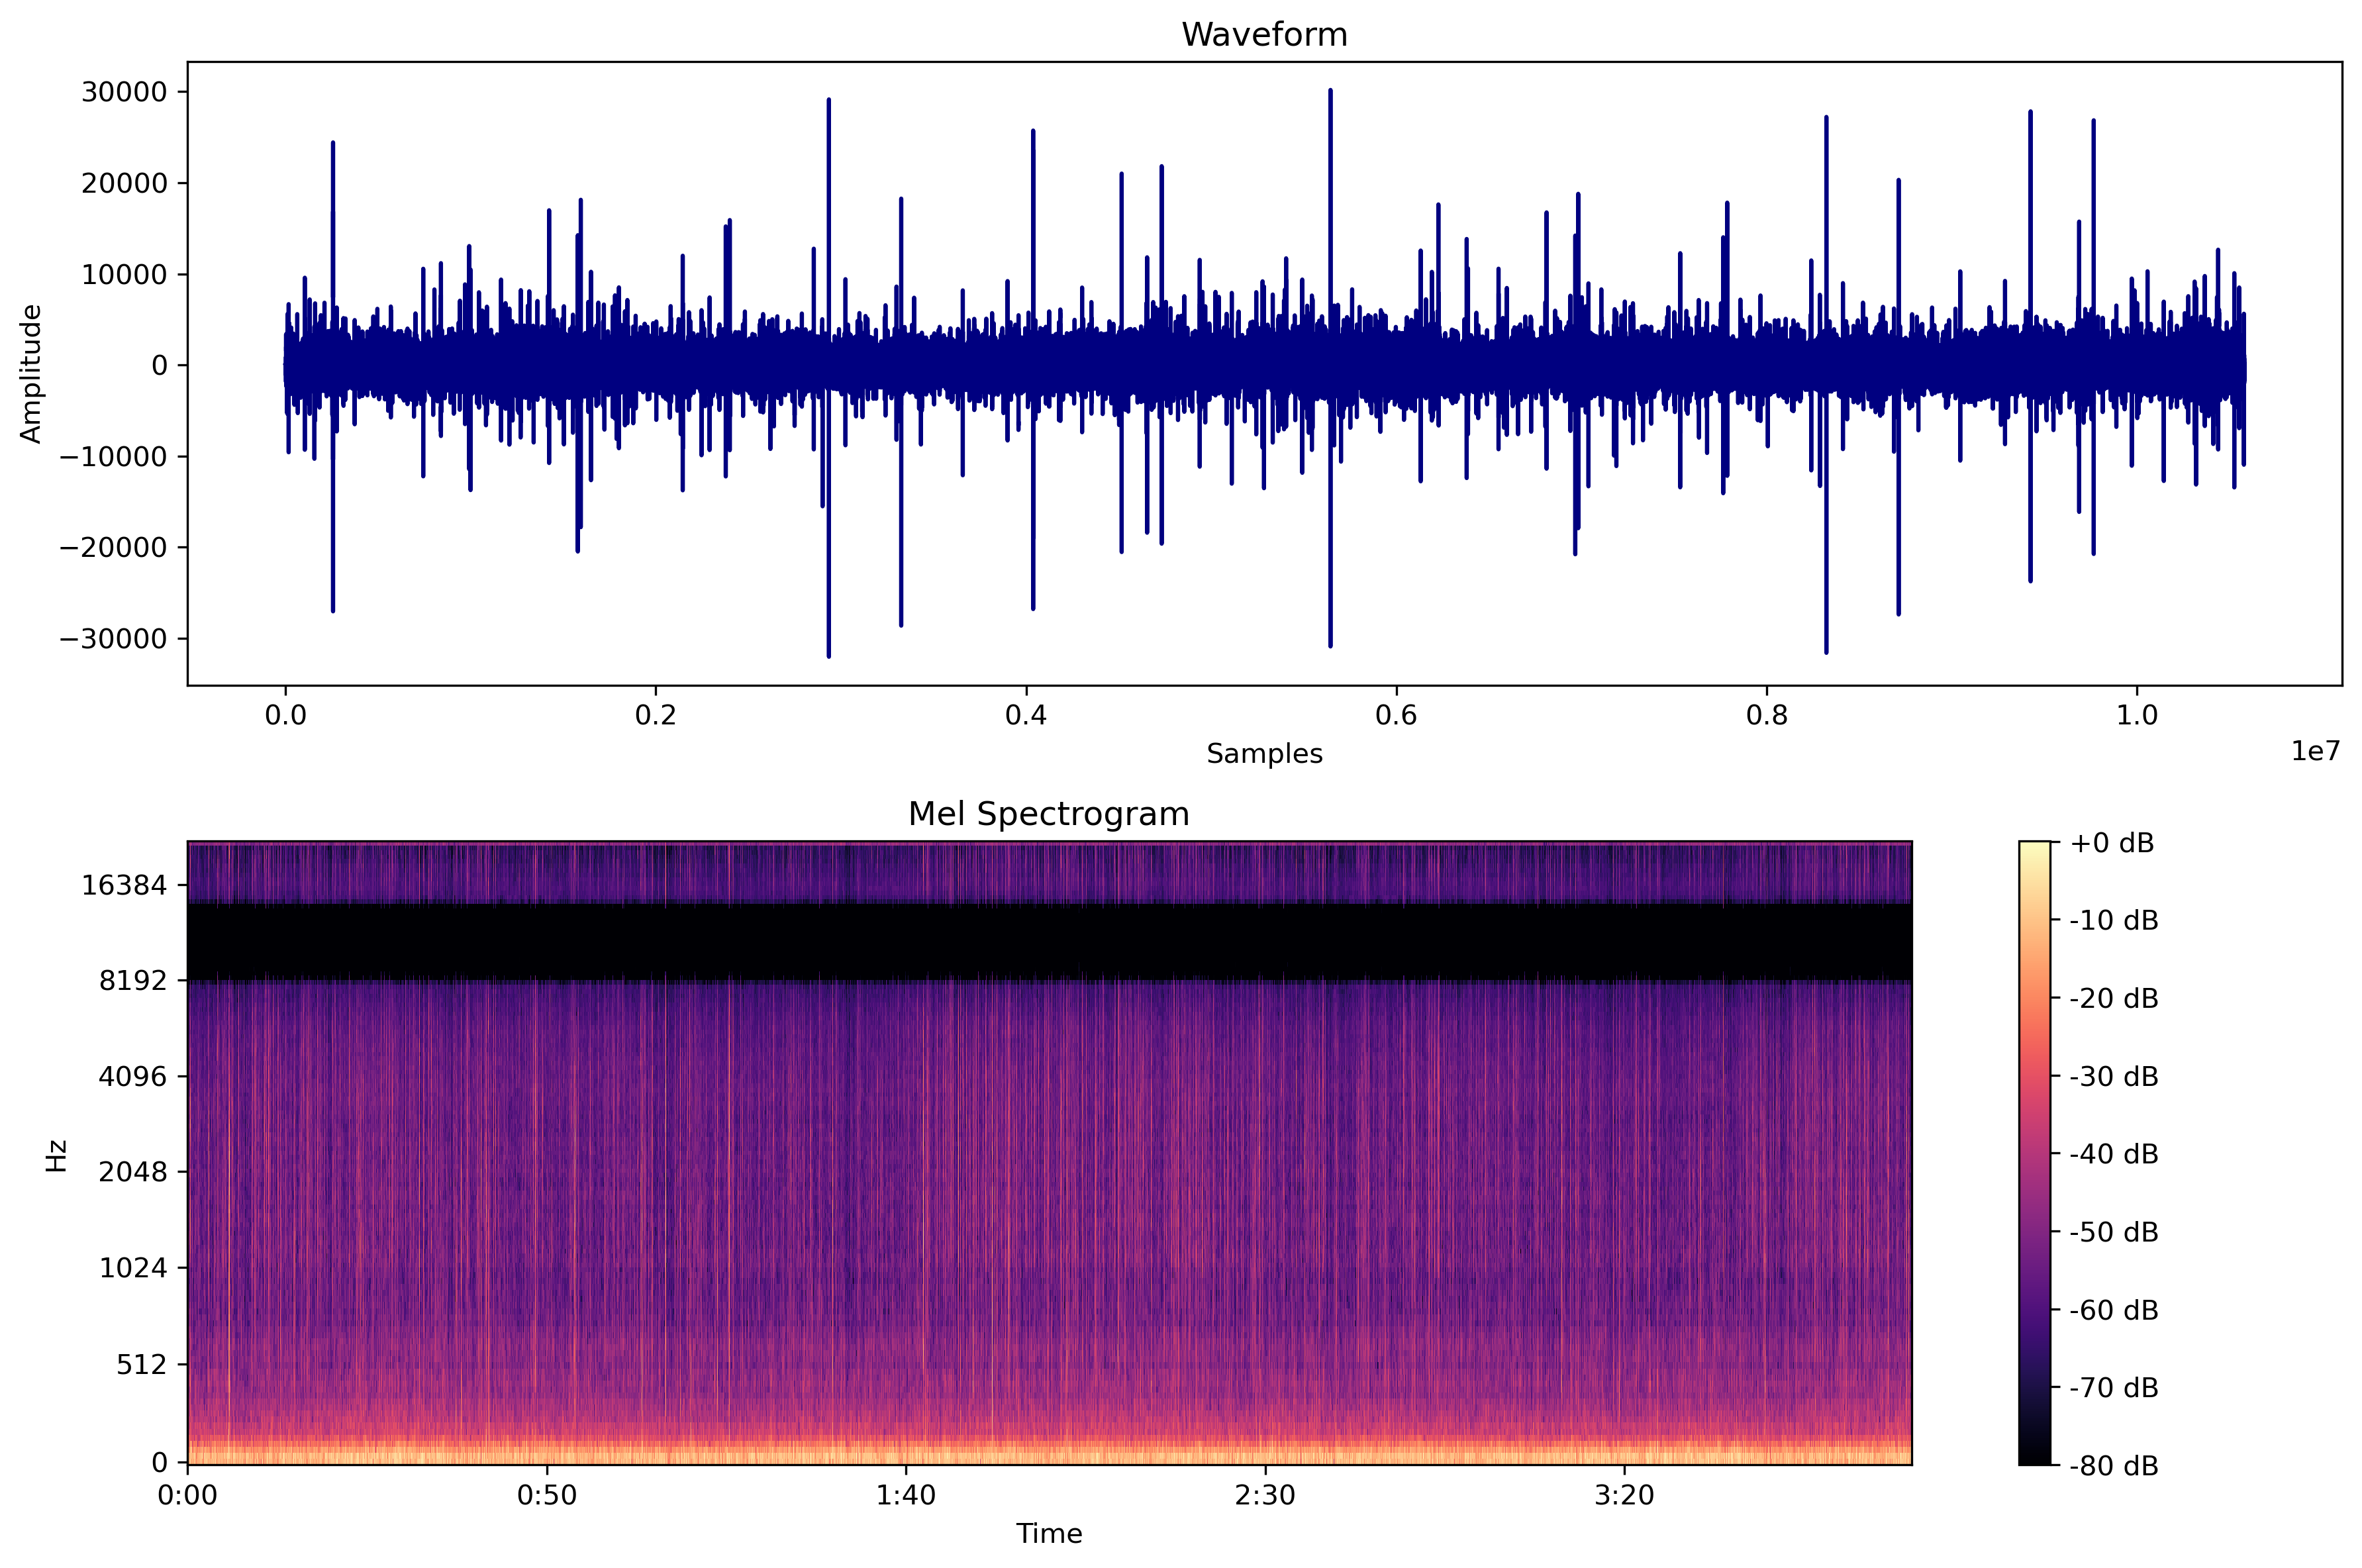 Waveform
30000
20000
10000
0
−10000
−20000
−30000
Amplitude
0.0 0.2 0.4 0.6 0.8 1.0
Samples
1e7
Mel Spectrogram
16384
8192
4096
2048
1024
512
0
Hz
0:00 0:50 1:40 2:30 3:20
Time
+0 dB
-10 dB
-20 dB
-30 dB
-40 dB
-50 dB
-60 dB
-70 dB
-80 dB